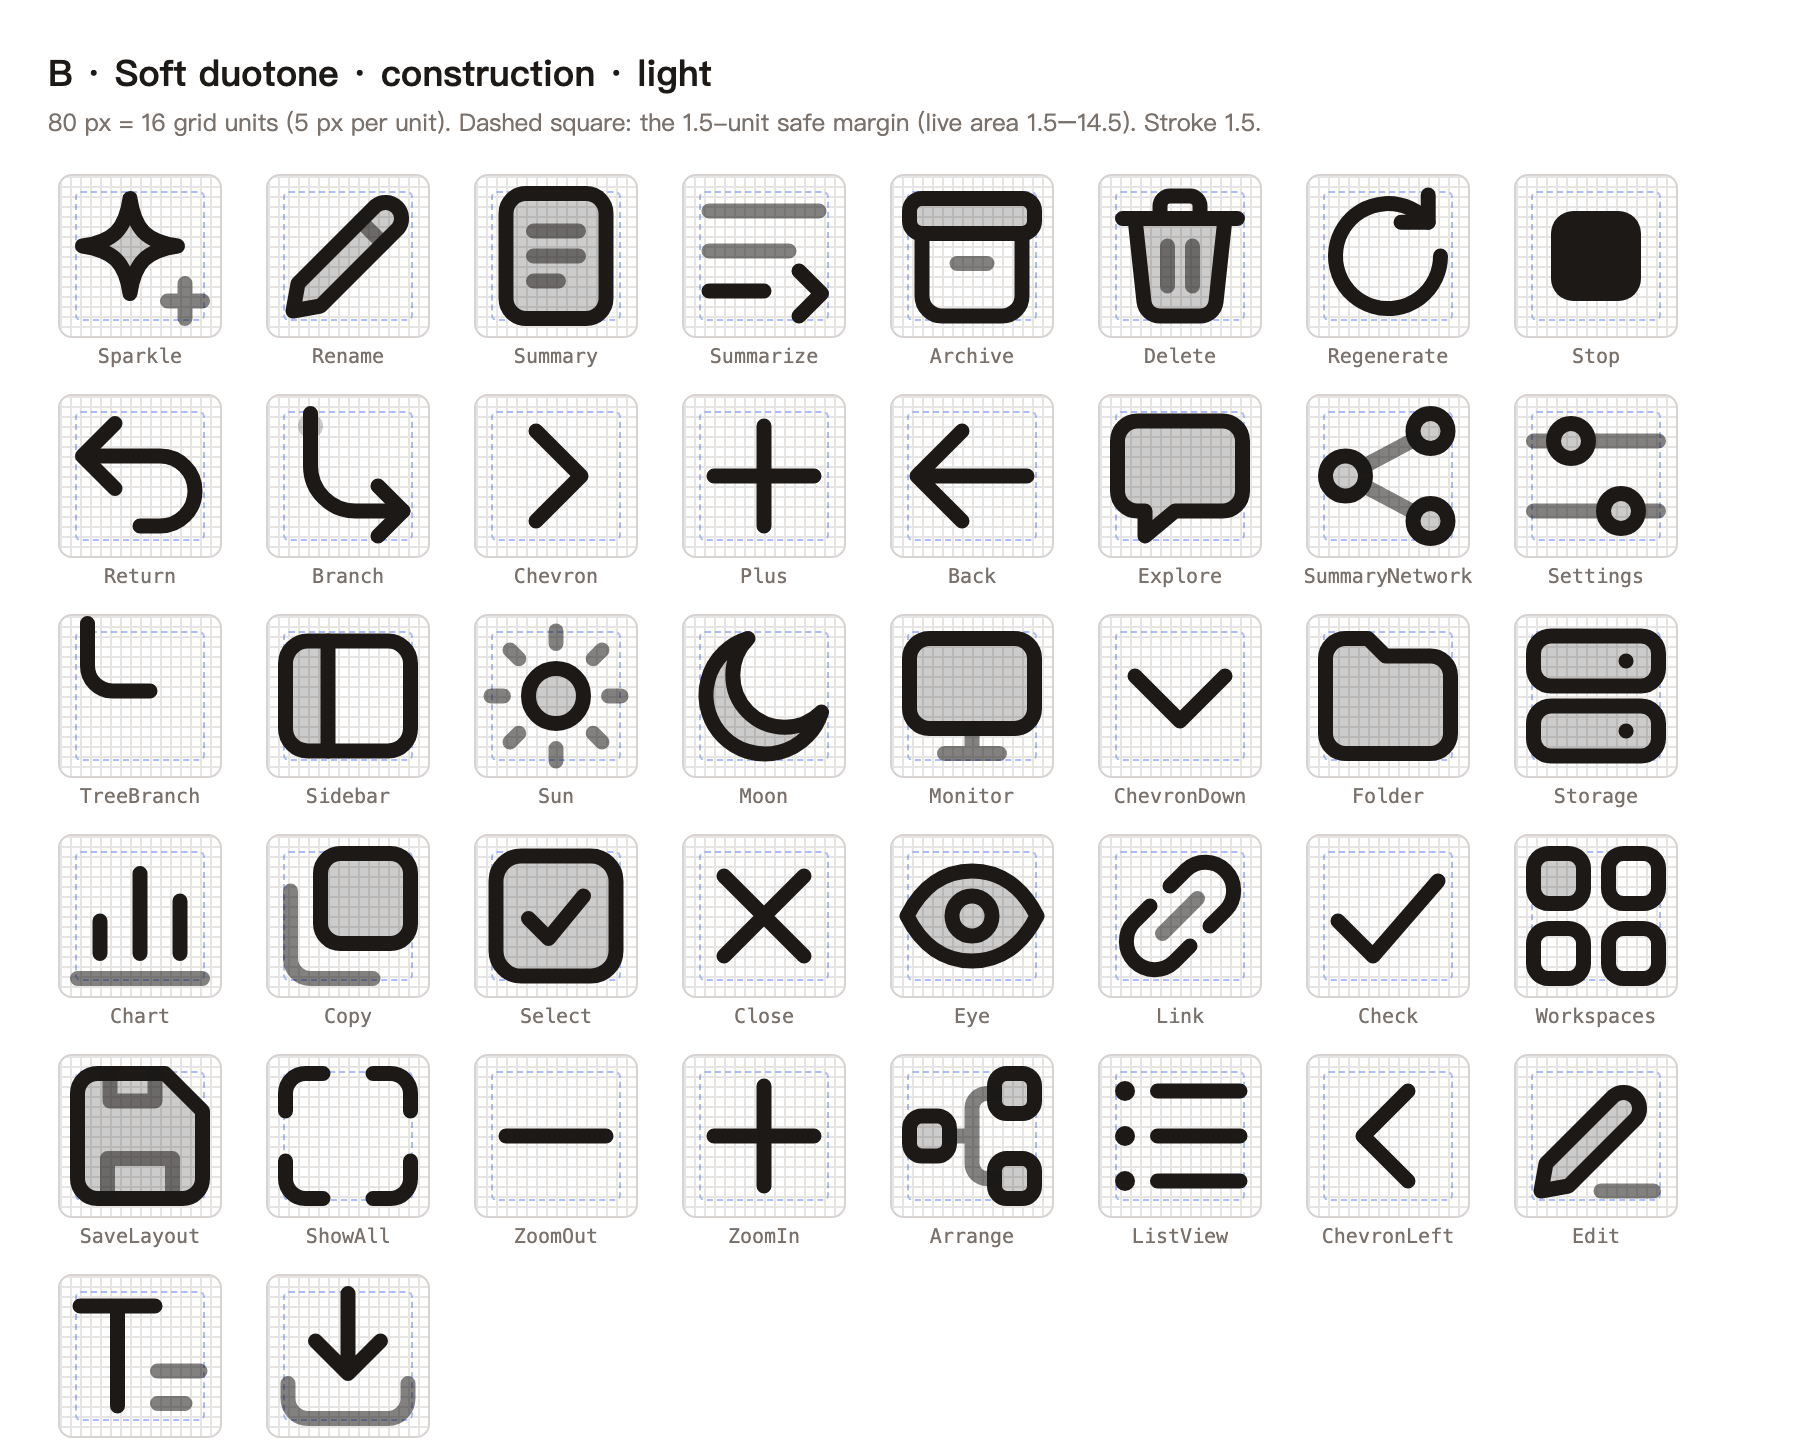 B · Soft duotone · construction · light
80 px = 16 grid units (5 px per unit). Dashed square: the 1.5-unit safe margin (live area 1.5—14.5). Stroke 1.5.
Sparkle Rename Summary Summarize Archive Delete Regenerate Stop
Return Branch Chevron Plus Back Explore SummaryNetwork Settings
TreeBranch Sidebar Sun Moon Monitor ChevronDown Folder Storage
Chart Copy Select Close Eye Link Check Workspaces
SaveLayout ShowAll ZoomOut ZoomIn Arrange ListView ChevronLeft Edit